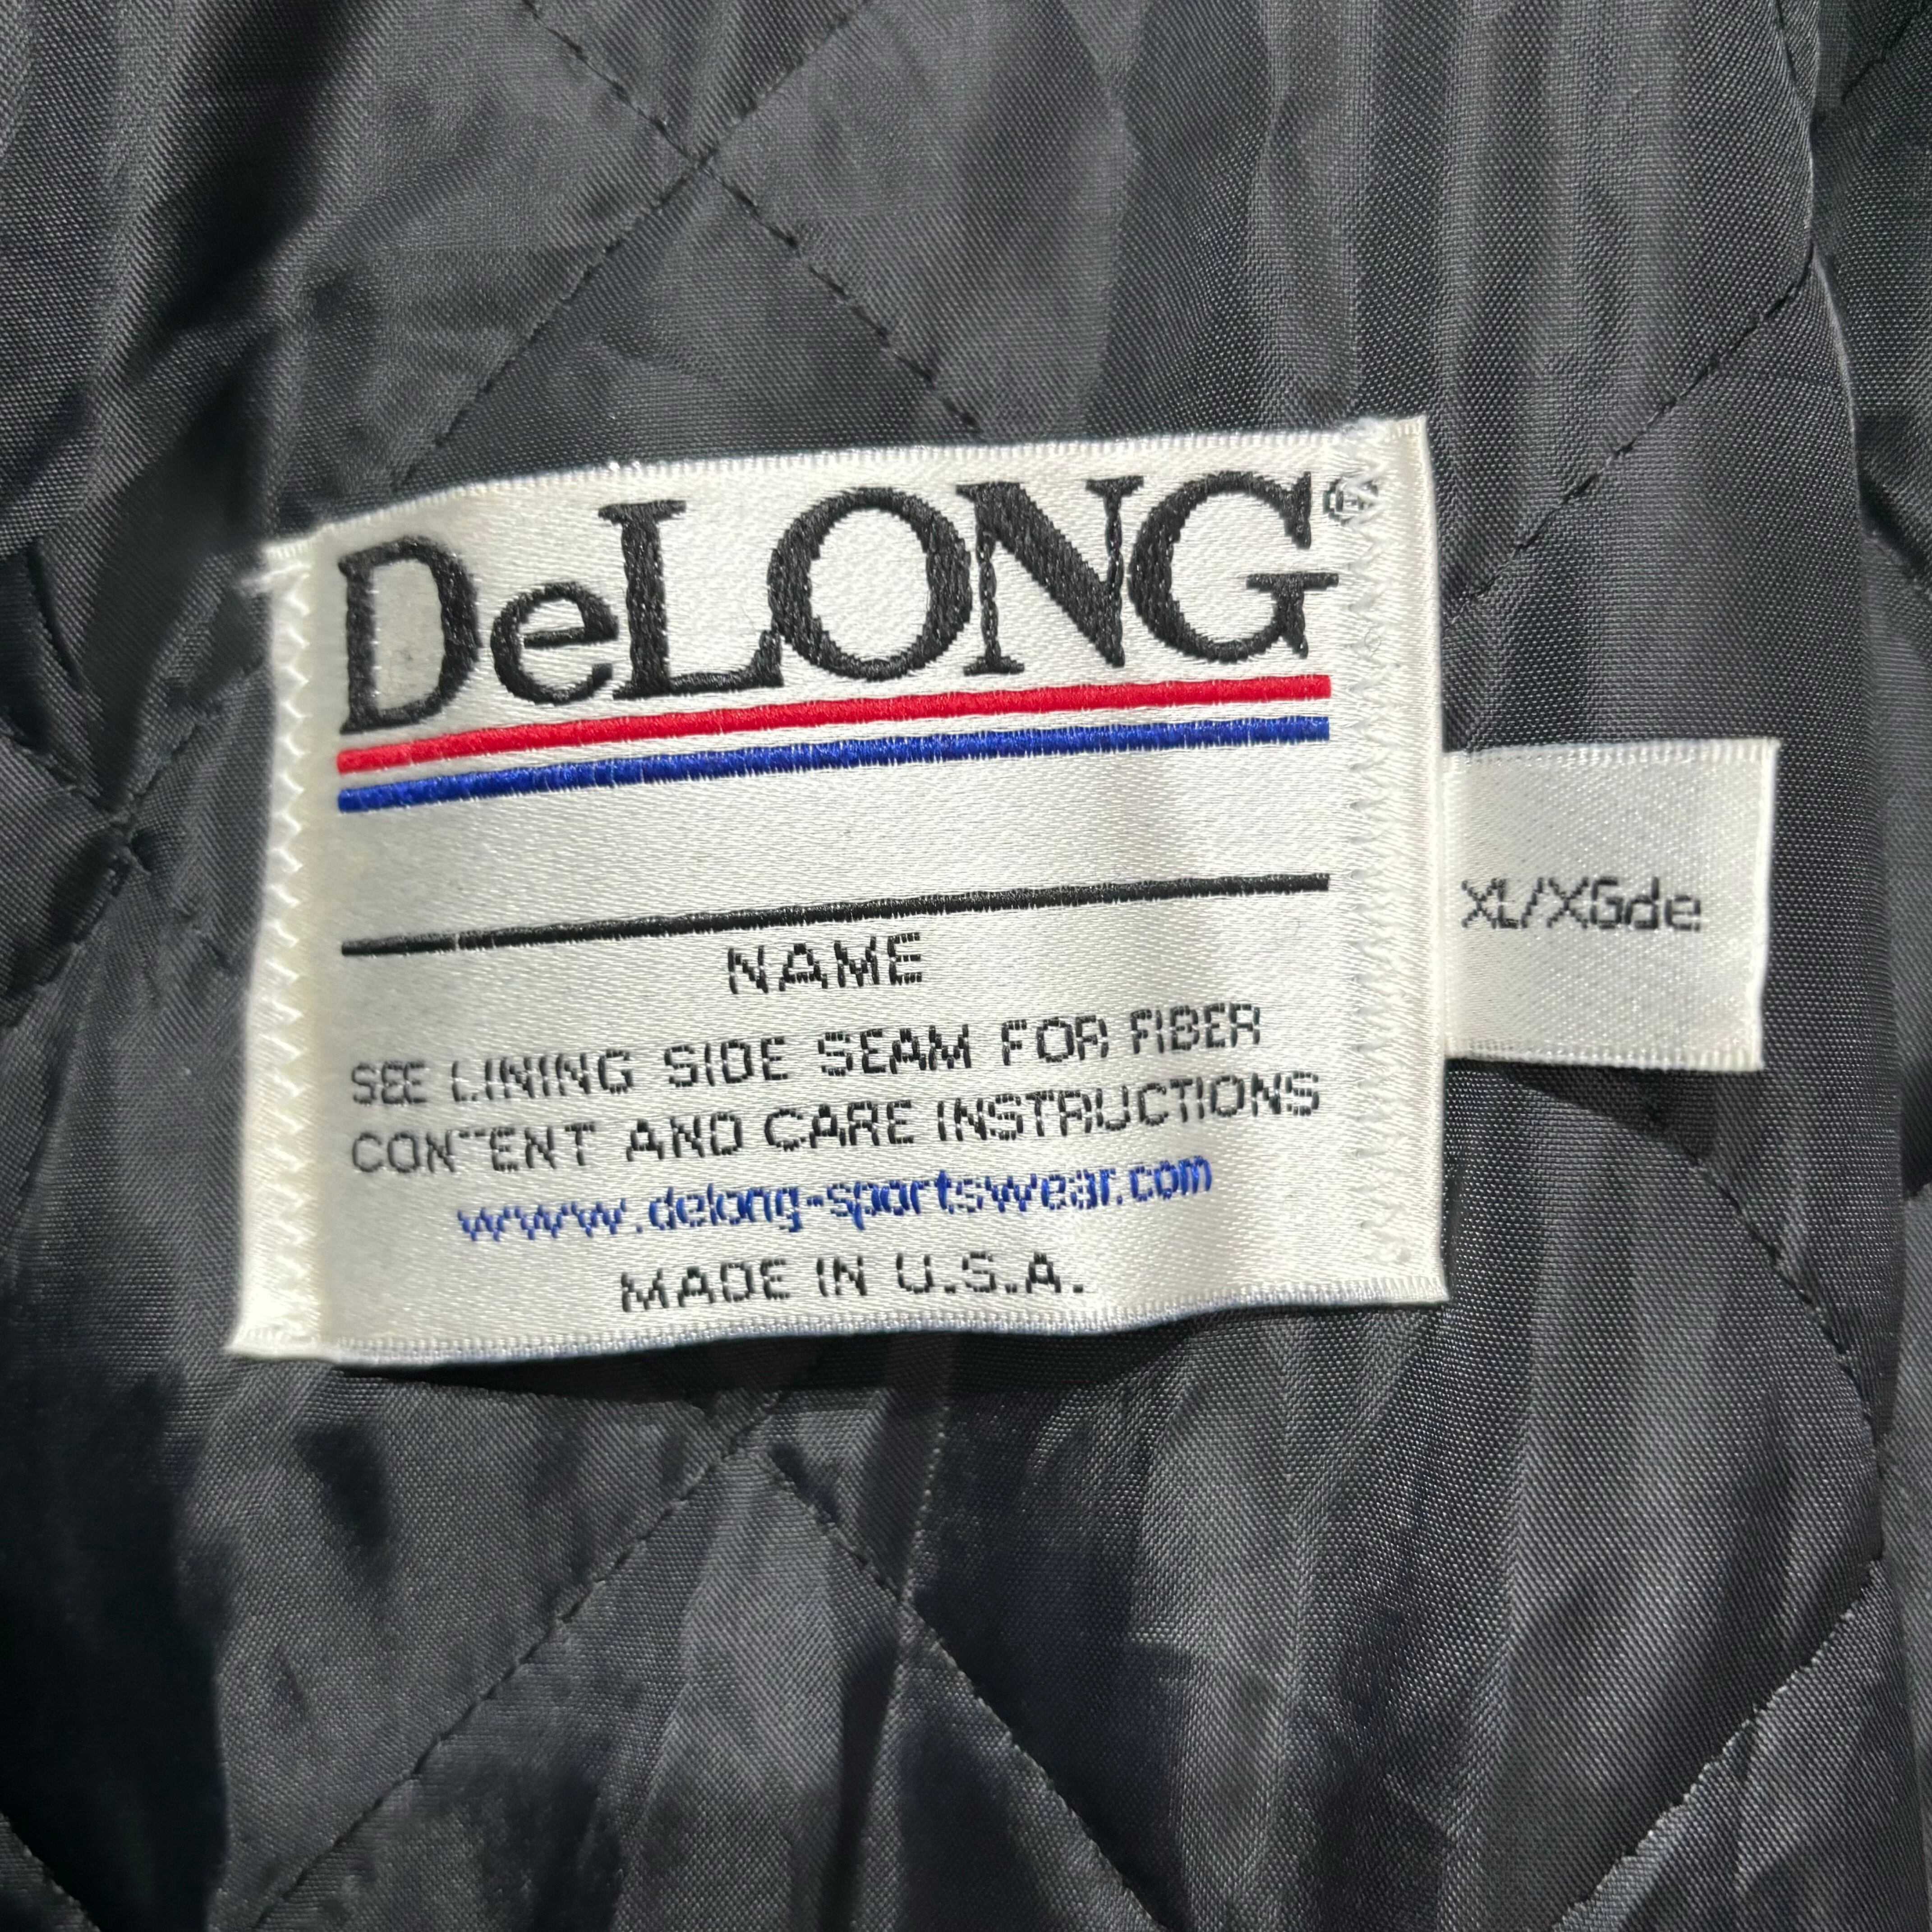 DeLONG®
NAME
SEE LINING SIDE SEAM FOR FIBER
CONTENT AND CARE INSTRUCTIONS
www.delong-sportswear.com
MADE IN U.S.A.
XL/XGde